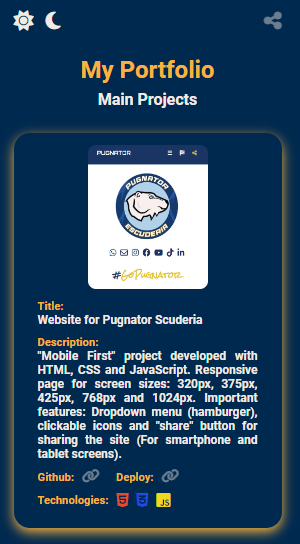 My Portfolio
Main Projects
PUGNATOR
PUGNATOR
ESCUDERIA
#GoPugnator
Title:
Website for Pugnator Scuderia
Description:
"Mobile First" project developed with
HTML, CSS and JavaScript. Responsive
page for screen sizes: 320px, 375px,
425px, 768px and 1024px. Important
features: Dropdown menu (hamburger),
clickable icons and "share" button for
sharing the site (For smartphone and
tablet screens).
Github: Deploy:
Technologies: 5 3 JS